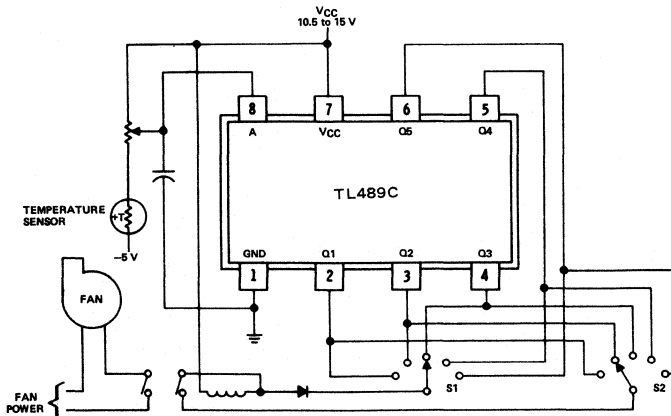 VCC
10.5 to 15 V
8
7
6
5
A
VCC
Q5
Q4
TL489C
TEMPERATURE
SENSOR
+T
–5 V
GND
Q1
Q2
Q3
1
2
3
4
FAN
S1
S2
FAN
POWER